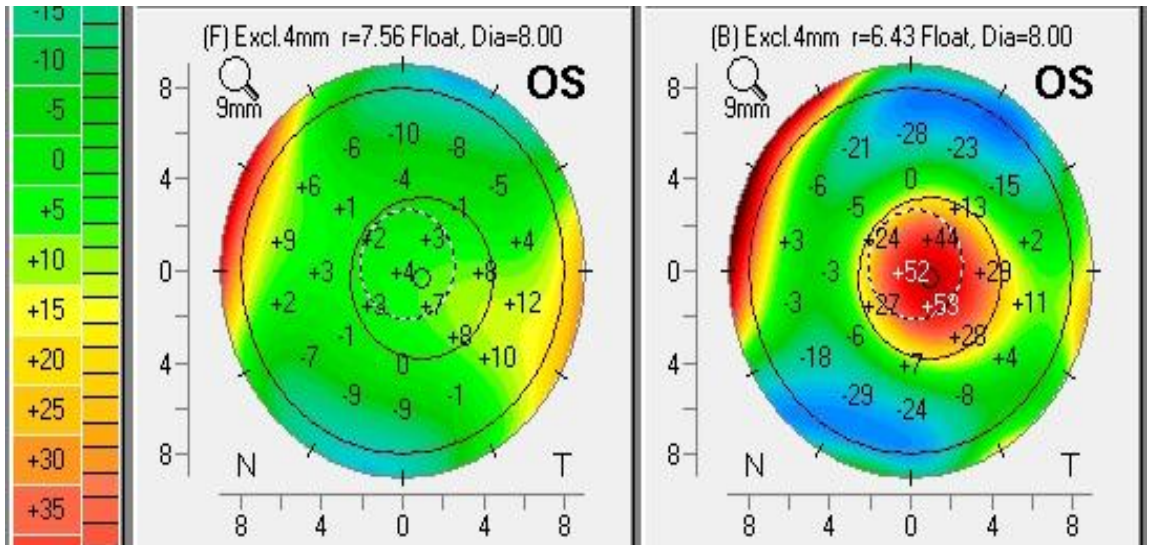 -15
-10
-5
0
+5
+10
+15
+20
+25
+30
+35
(F) Excl.4mm r=7.56 Float, Dia=8.00
9mm
OS
8
4
0
4
8
-10
-6 -8
+6 -4 -5
+1 -1
+9 +2 +3 +4
+3 +4 +8
+2 +3 +7 +12
-1 +8
-7 0 +10
-9 -9 -1
N T
8 4 0 4 8
(B) Excl.4mm r=6.43 Float, Dia=8.00
9mm
OS
8
4
0
4
8
-28
-21 -23
-6 0 -15
-5 +13
+3 +24 +44 +2
-3 +52 +29
-3 +27 +53 +11
-6 +28
-18 +7 +4
-29 -24 -8
N T
8 4 0 4 8